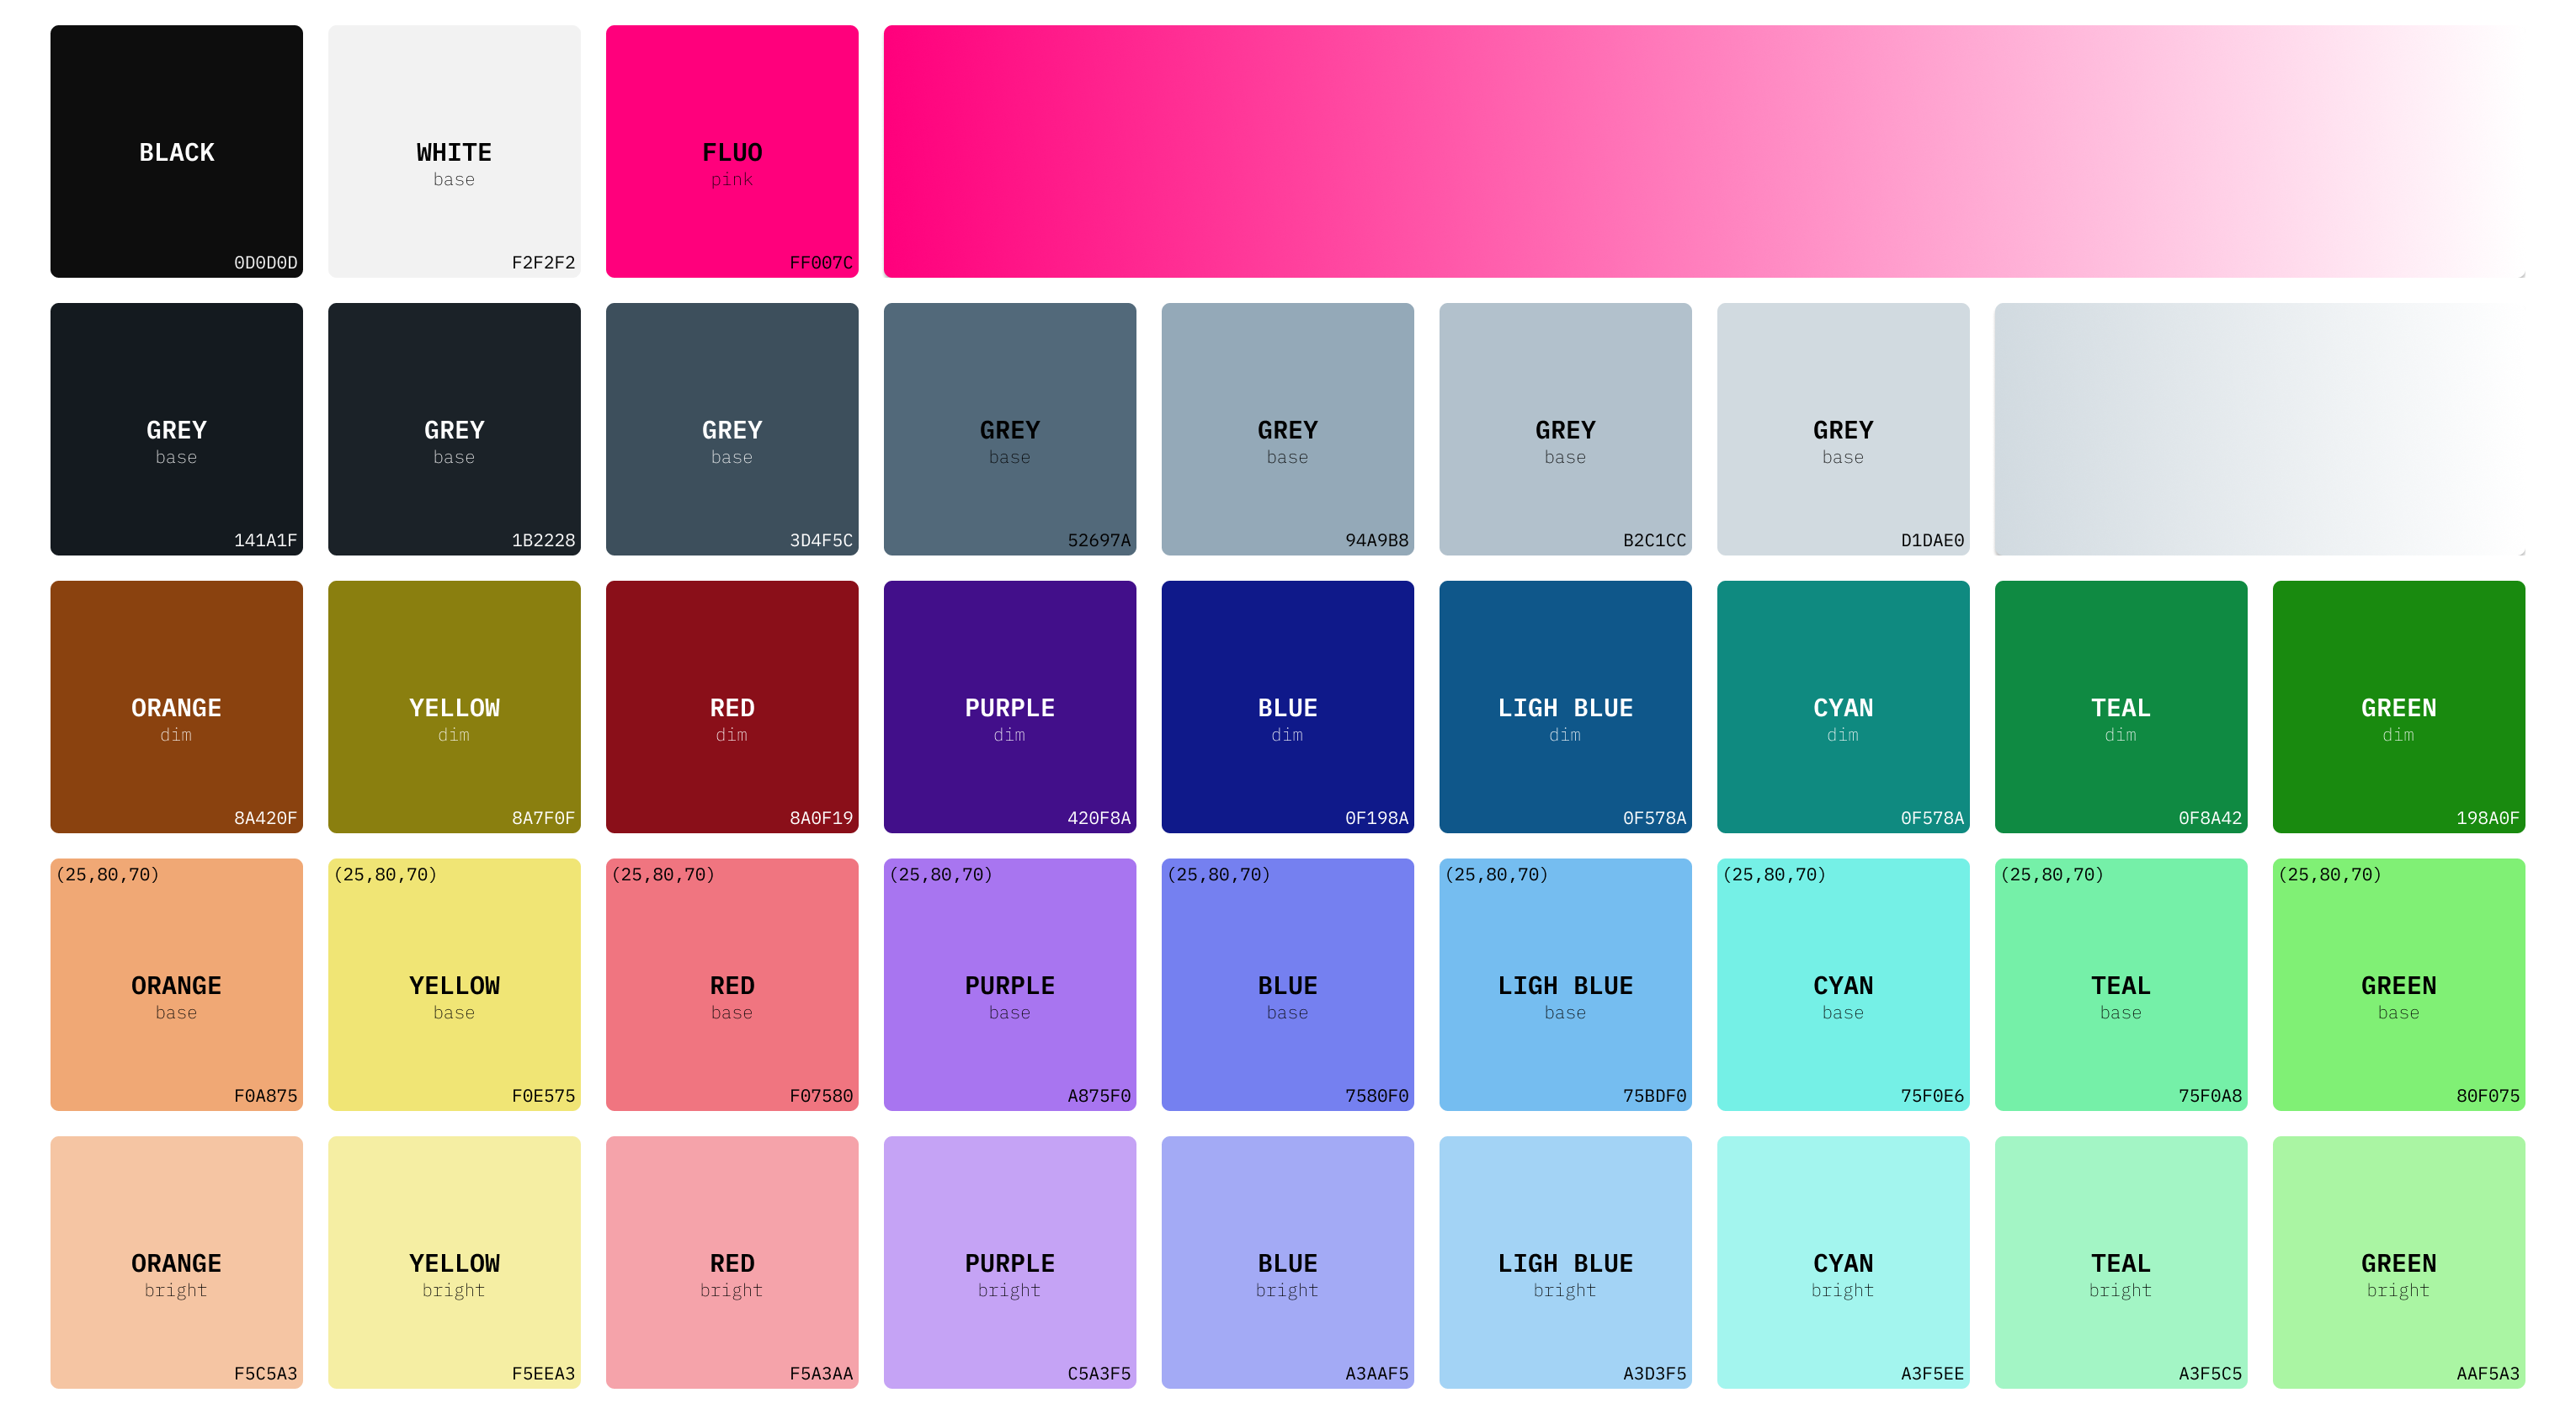 BLACK
0D0D0D
WHITE
base
F2F2F2
FLUO
pink
FF007C
GREY
base
141A1F
GREY
base
1B2228
GREY
base
3D4F5C
GREY
base
52697A
GREY
base
94A9B8
GREY
base
B2C1CC
GREY
base
D1DAE0
ORANGE
dim
8A420F
YELLOW
dim
8A7F0F
RED
dim
8A0F19
PURPLE
dim
420F8A
BLUE
dim
0F198A
LIGH BLUE
dim
0F578A
CYAN
dim
0F578A
TEAL
dim
0F8A42
GREEN
dim
198A0F
(25,80,70)
ORANGE
base
F0A875
(25,80,70)
YELLOW
base
F0E575
(25,80,70)
RED
base
F07580
(25,80,70)
PURPLE
base
A875F0
(25,80,70)
BLUE
base
7580F0
(25,80,70)
LIGH BLUE
base
75BDF0
(25,80,70)
CYAN
base
75F0E6
(25,80,70)
TEAL
base
75F0A8
(25,80,70)
GREEN
base
80F075
ORANGE
bright
F5C5A3
YELLOW
bright
F5EEA3
RED
bright
F5A3AA
PURPLE
bright
C5A3F5
BLUE
bright
A3AAF5
LIGH BLUE
bright
A3D3F5
CYAN
bright
A3F5EE
TEAL
bright
A3F5C5
GREEN
bright
AAF5A3